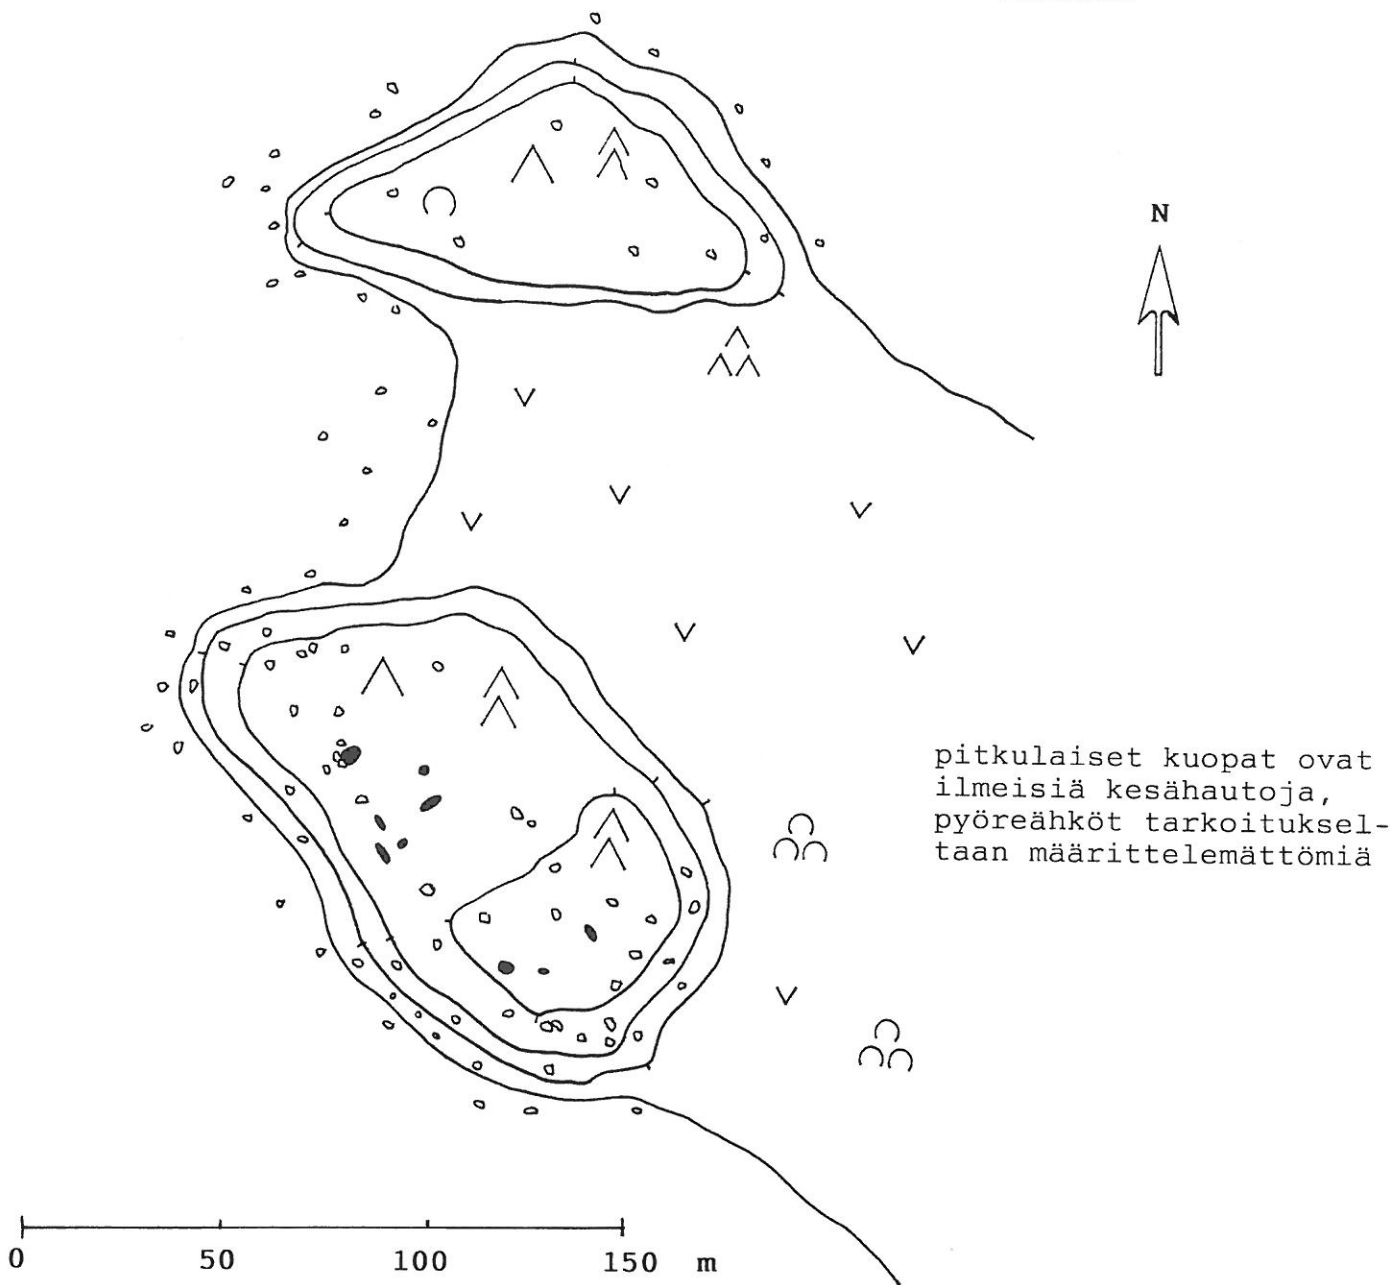 N
pitkulaiset kuopat ovat
ilmeisiä kesähautoja,
pyöreähköt tarkoituksel-
taan määrittelemättömiä
0 50 100 150 m